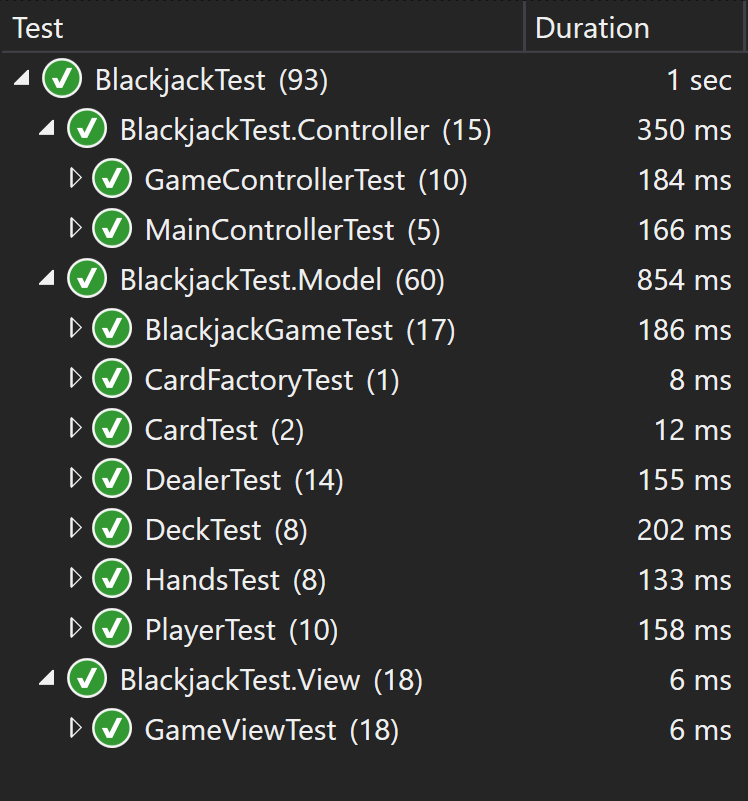 Test Duration
BlackjackTest (93) 1 sec
BlackjackTest.Controller (15) 350 ms
GameControllerTest (10) 184 ms
MainControllerTest (5) 166 ms
BlackjackTest.Model (60) 854 ms
BlackjackGameTest (17) 186 ms
CardFactoryTest (1) 8 ms
CardTest (2) 12 ms
DealerTest (14) 155 ms
DeckTest (8) 202 ms
HandsTest (8) 133 ms
PlayerTest (10) 158 ms
BlackjackTest.View (18) 6 ms
GameViewTest (18) 6 ms